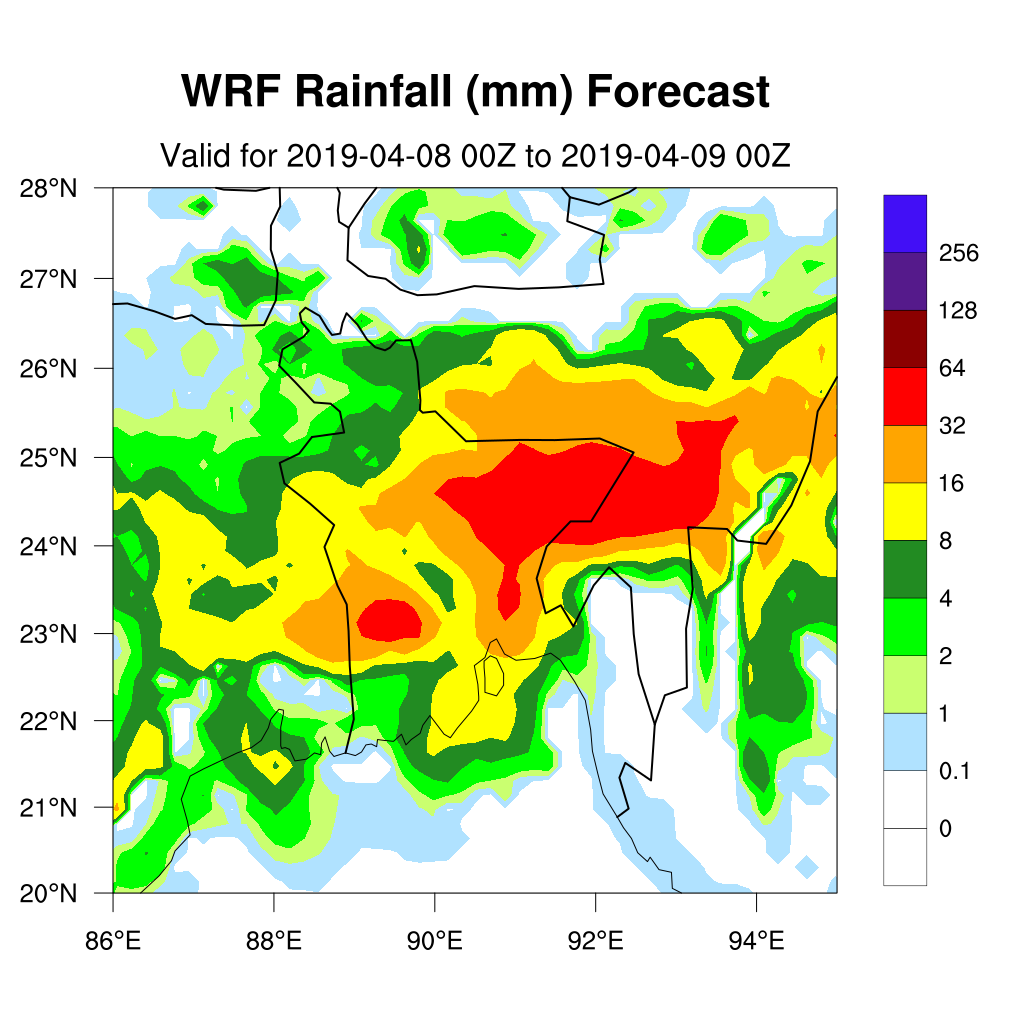 WRF Rainfall (mm) Forecast
Valid for 2019-04-08 00Z to 2019-04-09 00Z
28°N
27°N
26°N
25°N
24°N
23°N
22°N
21°N
20°N
86°E
88°E
90°E
92°E
94°E
256
128
64
32
16
8
4
2
1
0.1
0